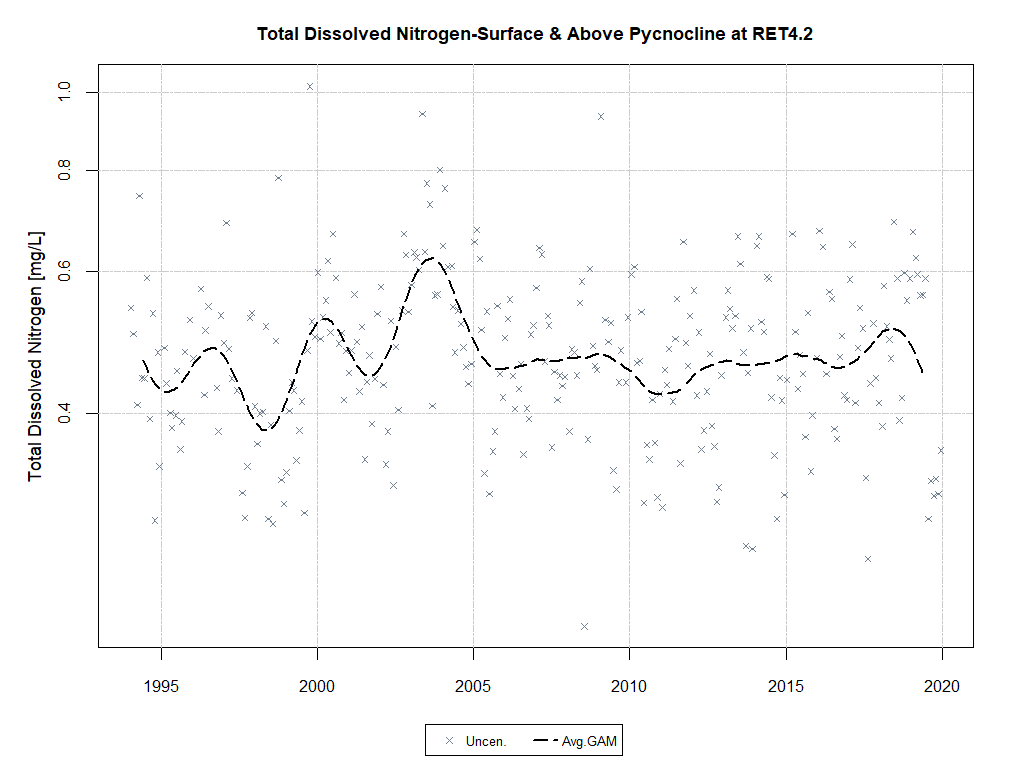 Total Dissolved Nitrogen-Surface & Above Pycnocline at RET4.2
Total Dissolved Nitrogen [mg/L]
1.0
0.8
0.6
0.4
1995 2000 2005 2010 2015 2020
Uncen. Avg.GAM